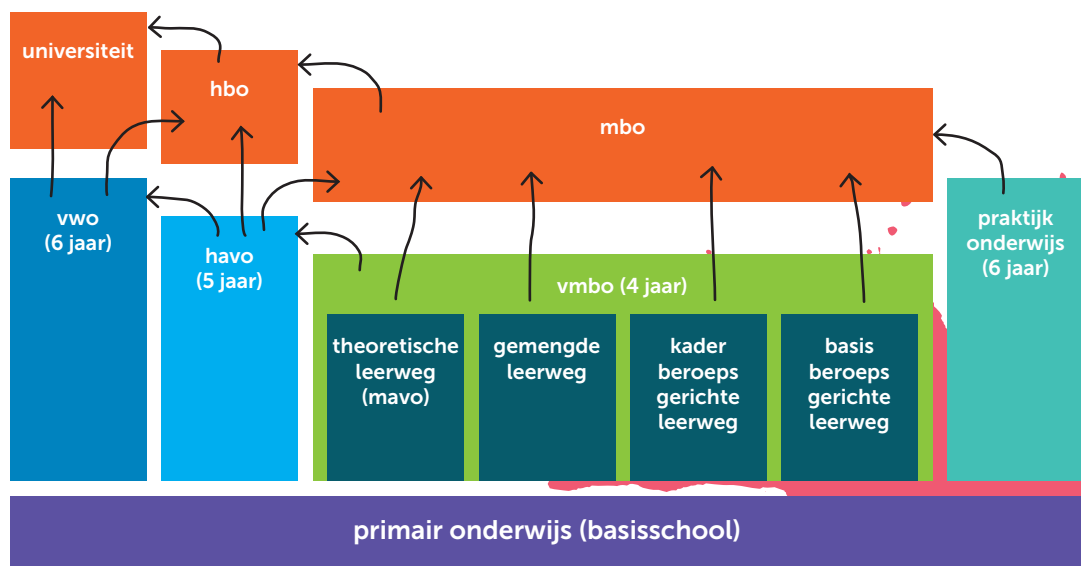 universiteit
hbo
mbo
vwo
(6 jaar)
havo
(5 jaar)
vmbo (4 jaar)
theoretische
leerweg
(mavo)
gemengde
leerweg
kader
beroeps
gerichte
leerweg
basis
beroeps
gerichte
leerweg
praktijk
onderwijs
(6 jaar)
primair onderwijs (basisschool)